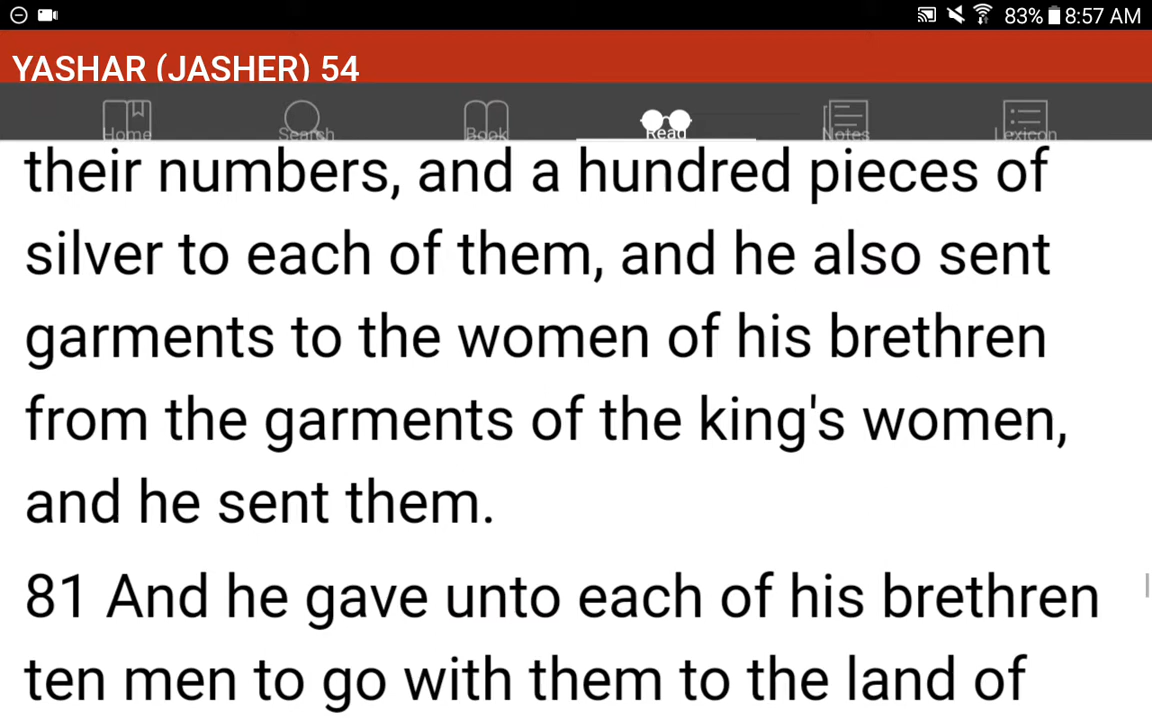 83% 8:57 AM
YASHAR (JASHER) 54
Home Search Book Read Notes Lexicon
their numbers, and a hundred pieces of
silver to each of them, and he also sent
garments to the women of his brethren
from the garments of the king's women,
and he sent them.
81 And he gave unto each of his brethren
ten men to go with them to the land of